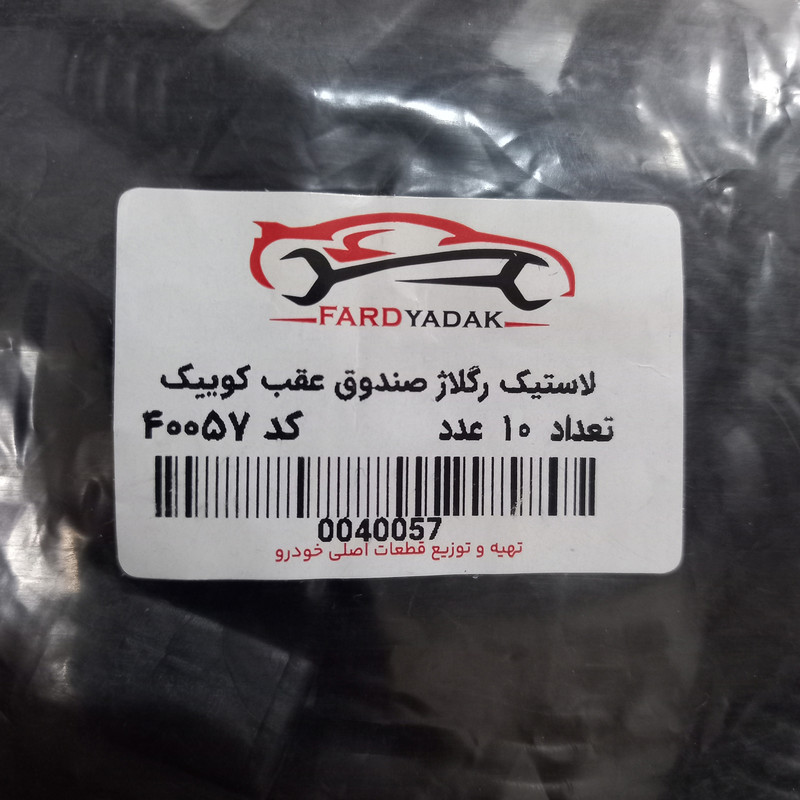 FARDYADAK
لاستیک رگلاژ صندوق عقب کوییک
تعداد ۱۰ عدد کد ۴۰۰۵۷
0040057
تهیه و توزیع قطعات اصلی خودرو